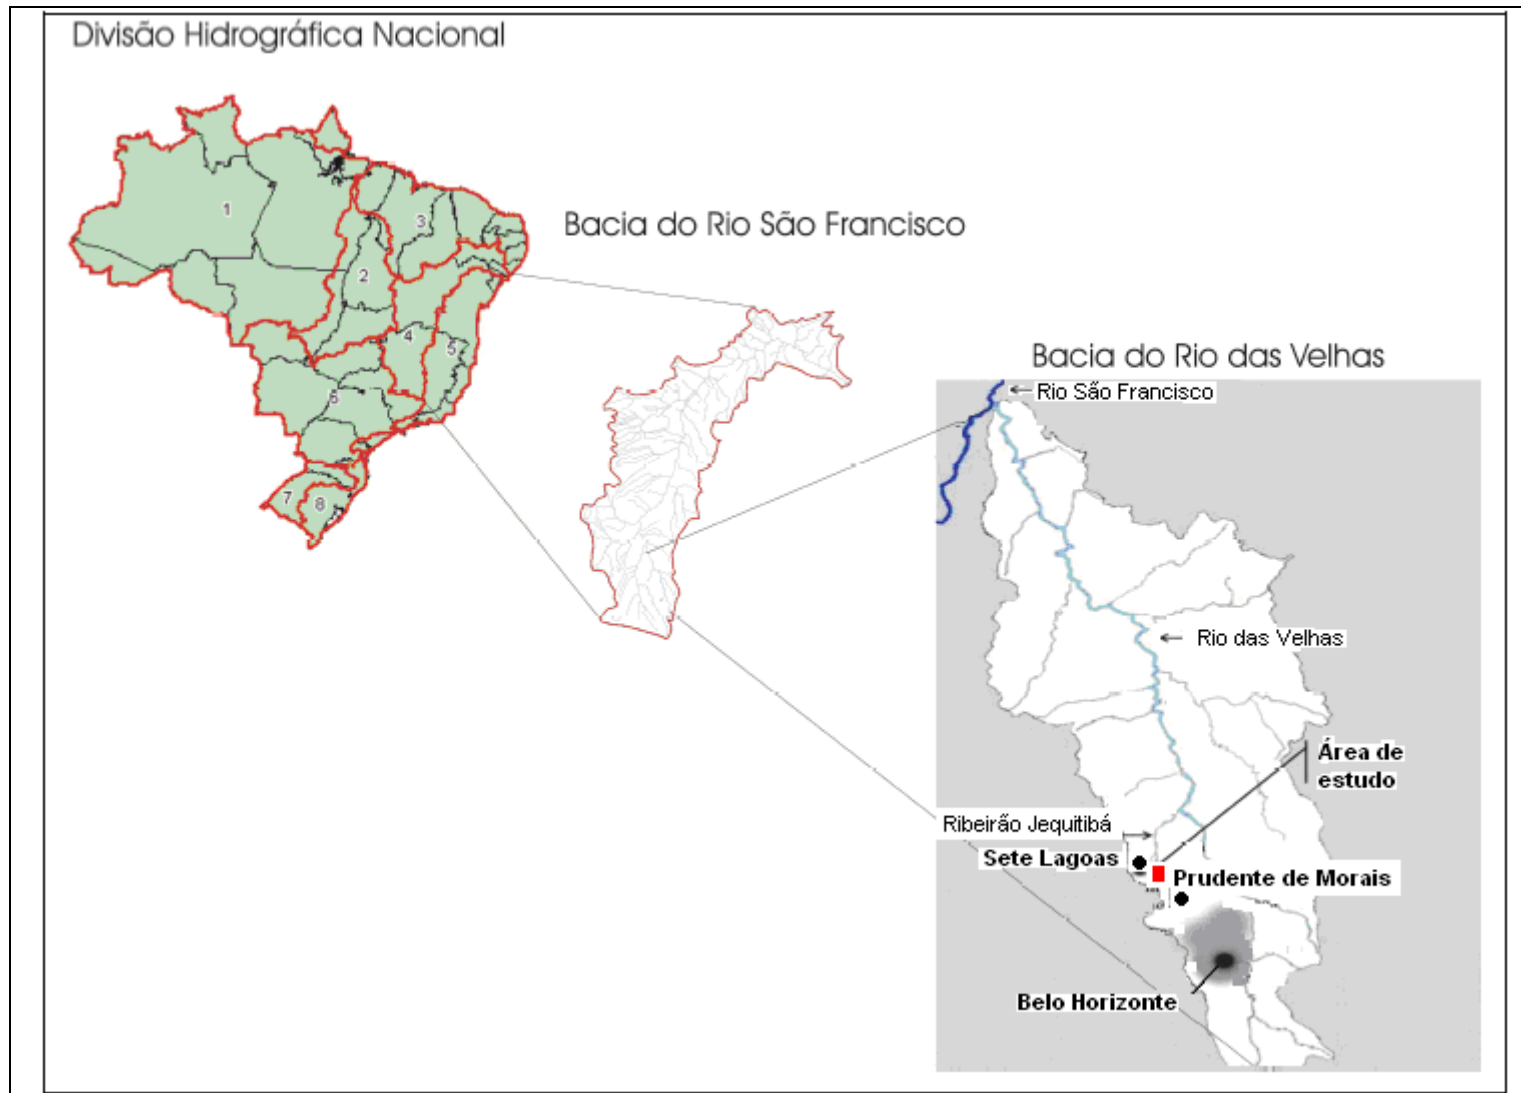 Divisão Hidrográfica Nacional
1
2
3
4
5
6
7
8
Bacia do Rio São Francisco
Bacia do Rio das Velhas
Rio São Francisco
Rio das Velhas
Área de
estudo
Ribeirão Jequitibá
Sete Lagoas
Prudente de Morais
Belo Horizonte